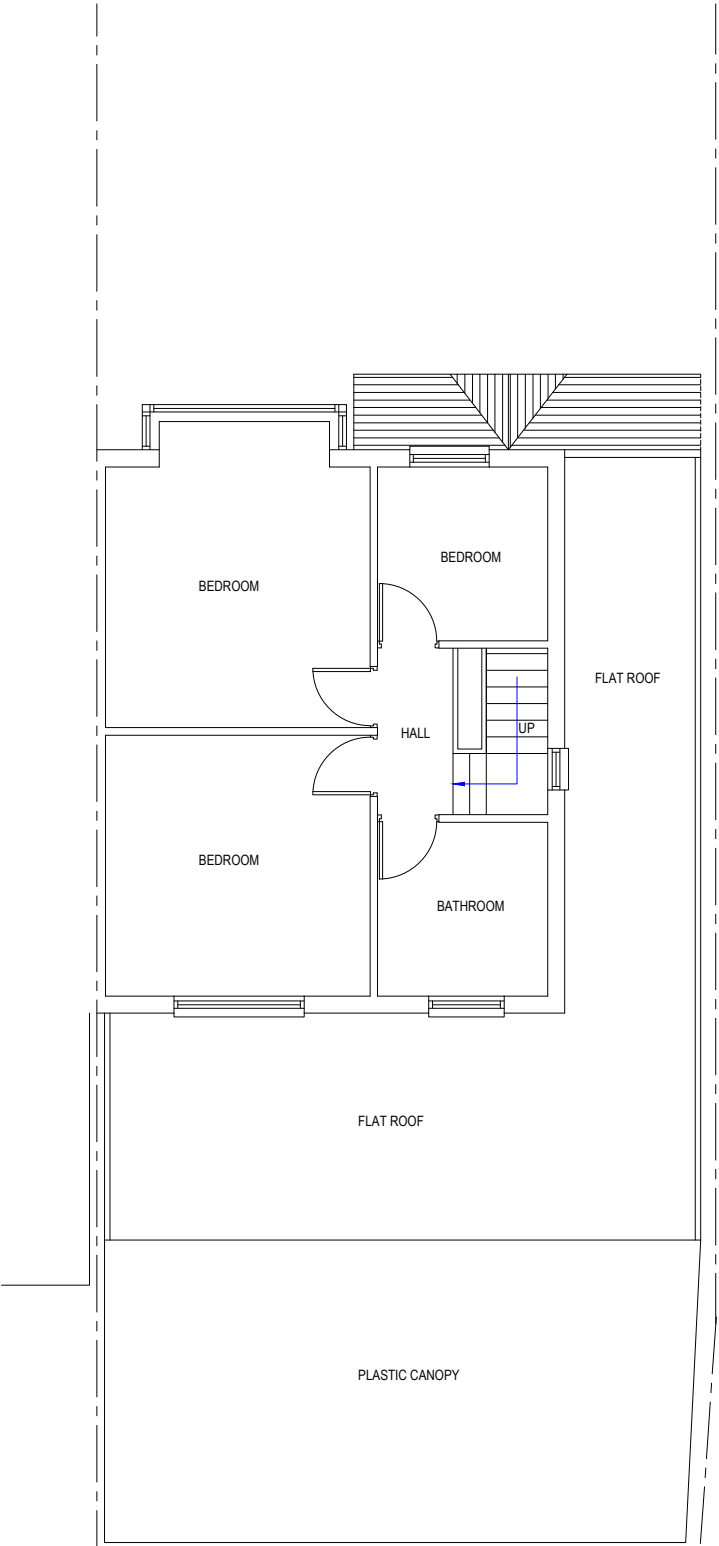 BEDROOM
BEDROOM
FLAT ROOF
HALL
UP
BEDROOM
BATHROOM
FLAT ROOF
PLASTIC CANOPY